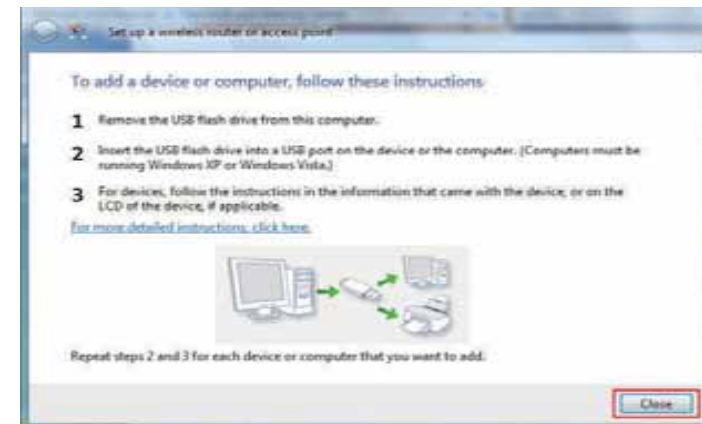 Set up a wireless router or access point
To add a device or computer, follow these instructions
1 Remove the USB flash drive from this computer.
2 Insert the USB flash drive into a USB port on the device or the computer. (Computers must be
running Windows XP or Windows Vista.)
3 For devices, follow the instructions in the information that came with the device, or on the
LCD of the device, if applicable.
For more detailed instructions, click here.
Repeat steps 2 and 3 for each device or computer that you want to add.
Close